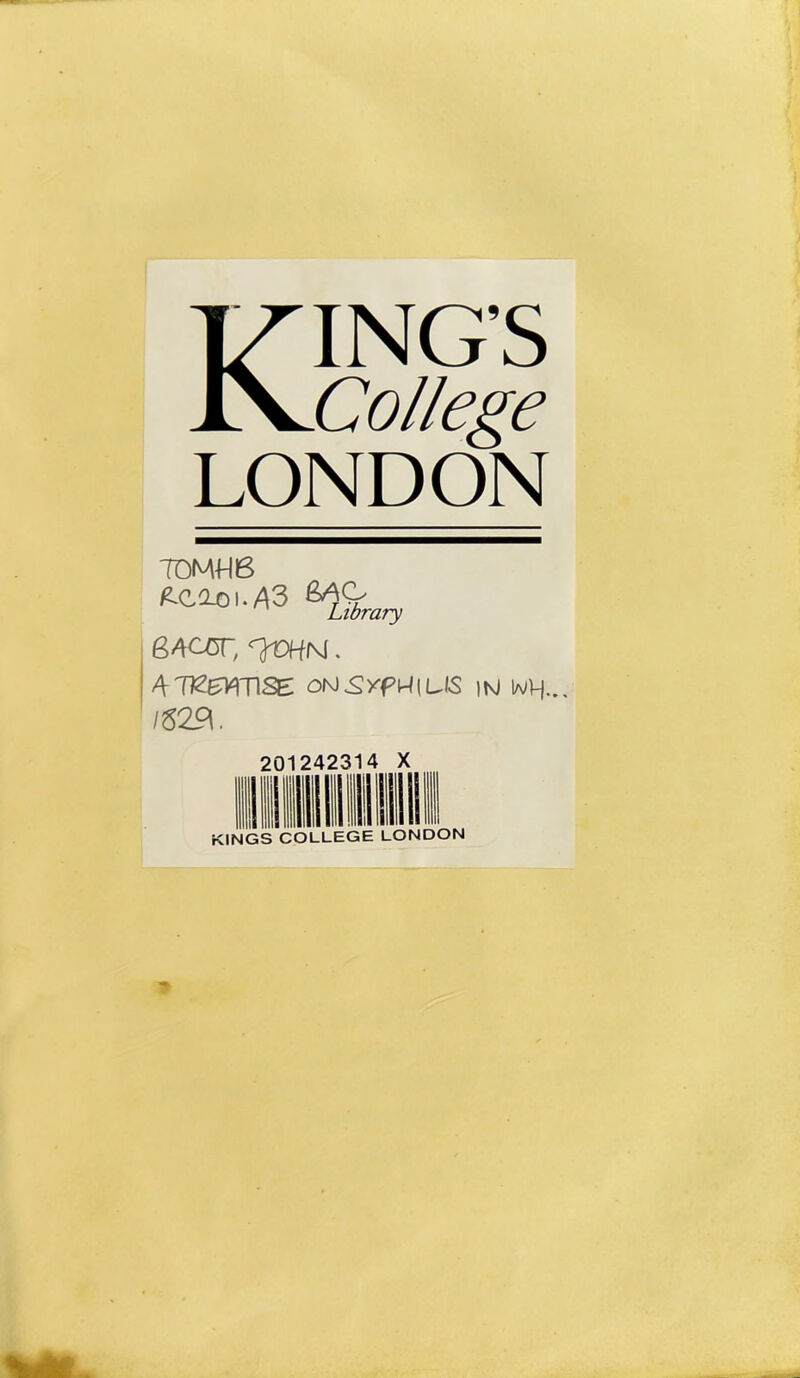 KING'S
College
LONDON
TOMHB
RC201.A3 BAC
Library
BACOT, JOHN.
A TREATISE ON SYPHILIS IN WH...
1829.
201242314 X
KINGS COLLEGE LONDON